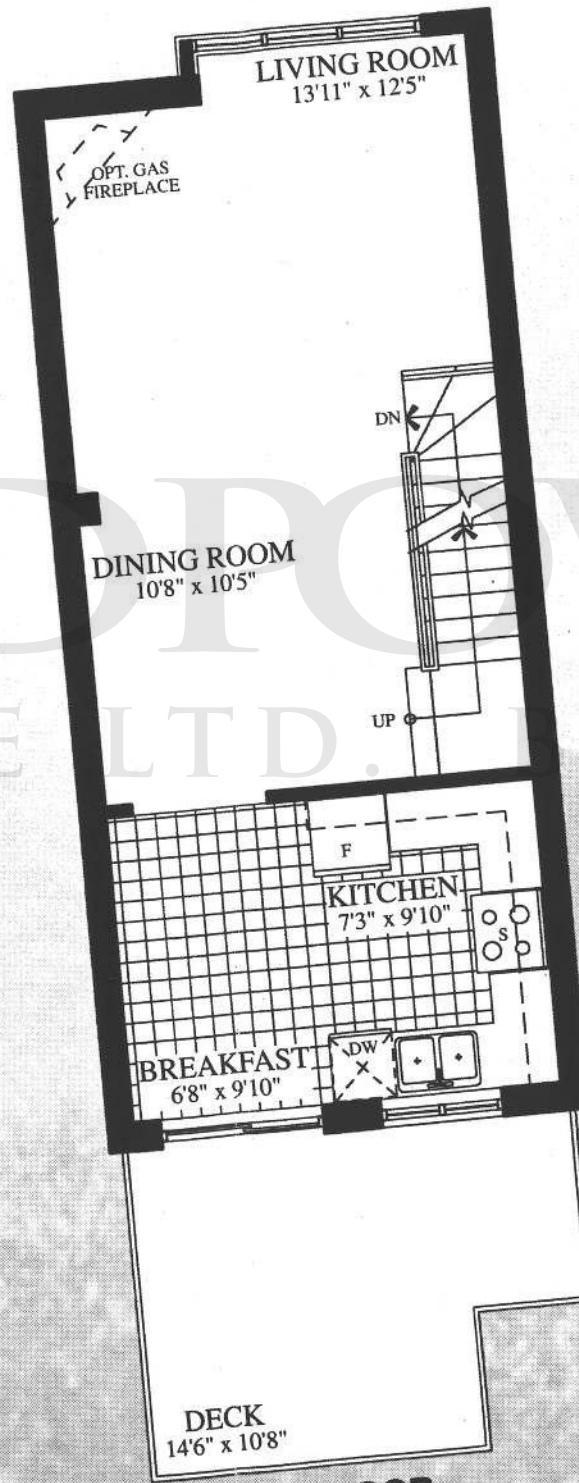 LIVING ROOM
13'11" x 12'5"
OPT. GAS
FIREPLACE
DN
DINING ROOM
10'8" x 10'5"
UP
F
KITCHEN
7'3" x 9'10"
S
BREAKFAST
6'8" x 9'10"
DW
DECK
14'6" x 10'8"